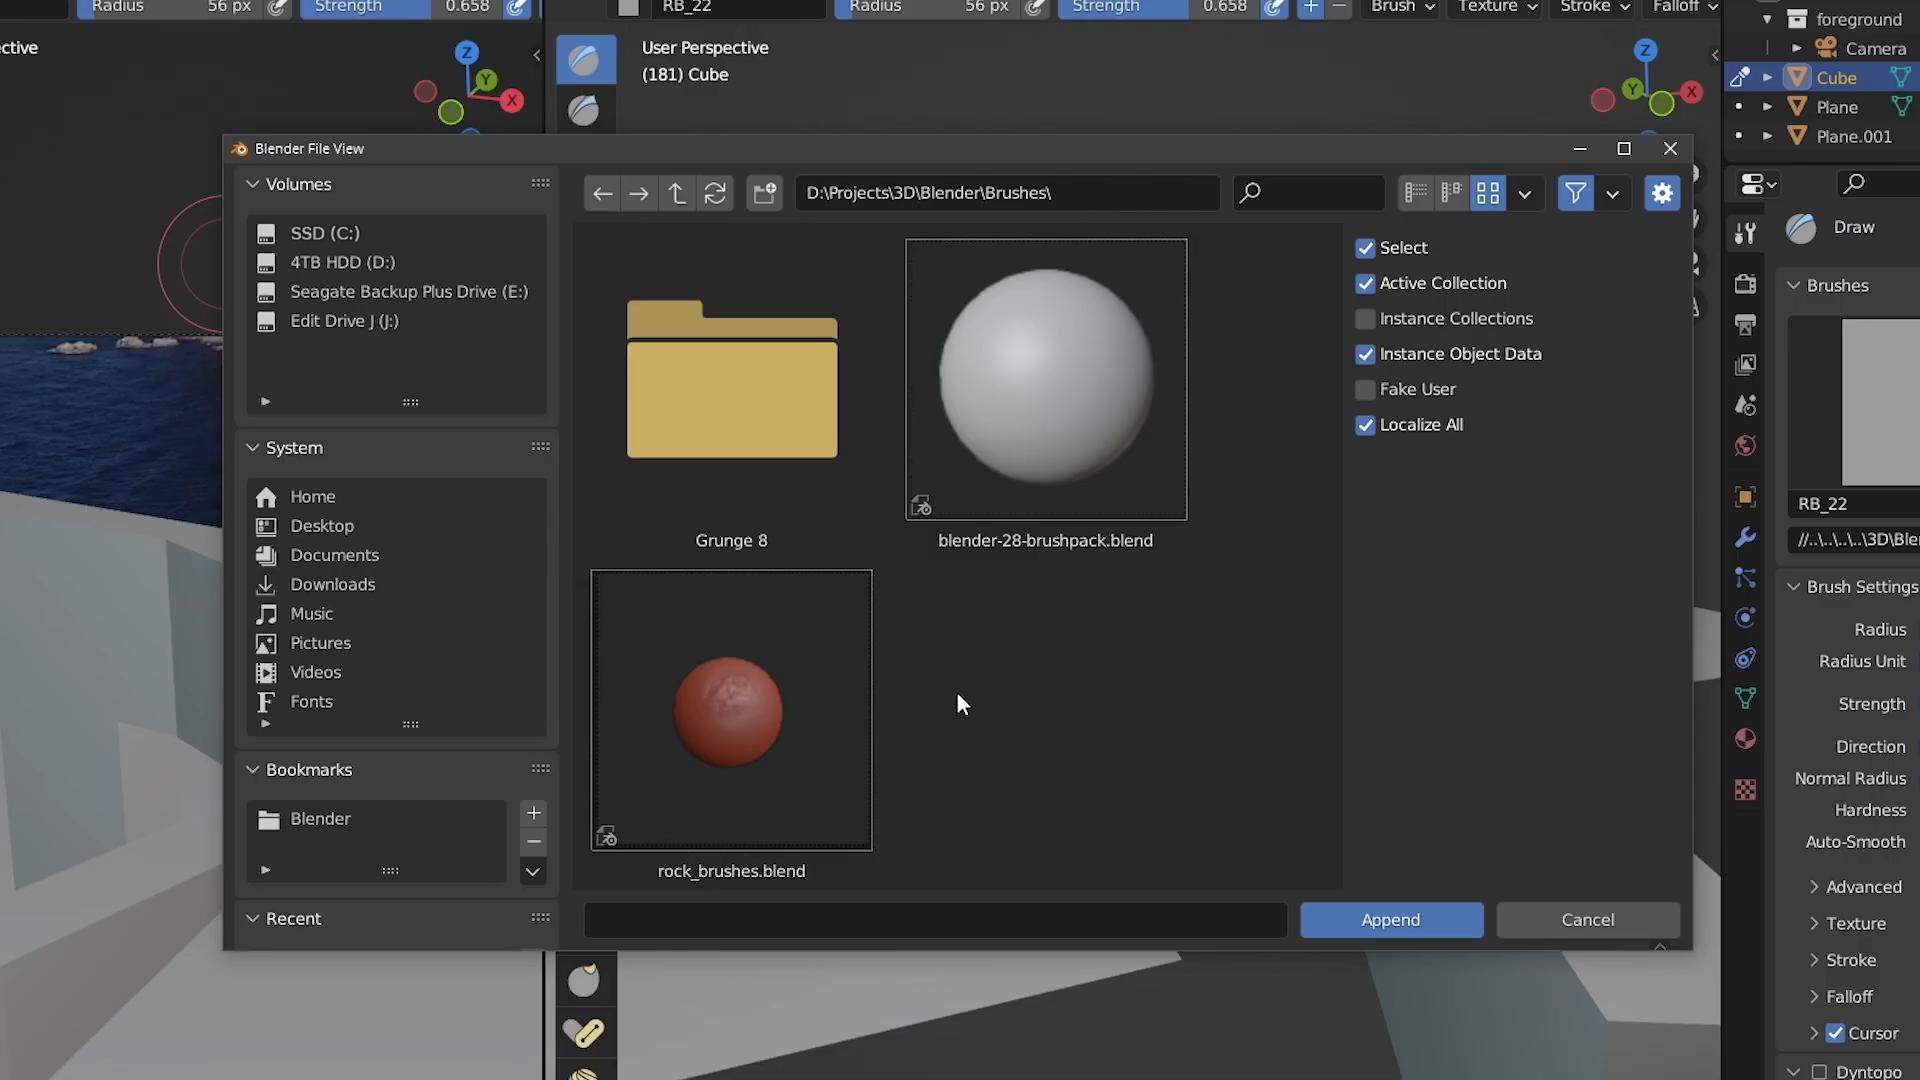 Radius 56 px Strength 0.658
RB_22 Radius 56 px Strength 0.658 Brush Texture Stroke Falloff
ctive
User Perspective
(181) Cube
Z
Y
X
Z
Y
X
foreground
Camera
Cube
Plane
Plane.001
Blender File View
Volumes
SSD (C:)
4TB HDD (D:)
Seagate Backup Plus Drive (E:)
Edit Drive J (J:)
System
Home
Desktop
Documents
Downloads
Music
Pictures
Videos
Fonts
Bookmarks
Blender
Recent
D:\Projects\3D\Blender\Brushes\
Grunge 8
blender-28-brushpack.blend
rock_brushes.blend
Select
Active Collection
Instance Collections
Instance Object Data
Fake User
Localize All
Append
Cancel
Draw
Brushes
RB_22
//..\..\..\..\3D\Ble
Brush Settings
Radius
Radius Unit
Strength
Direction
Normal Radius
Hardness
Auto-Smooth
Advanced
Texture
Stroke
Falloff
Cursor
Dyntopo